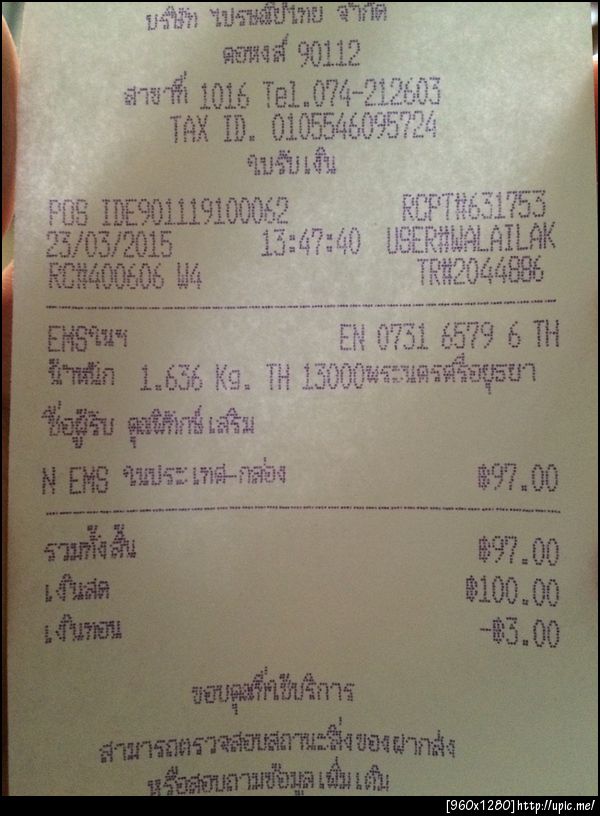 บริษัท ไปรษณีย์ไทย จำกัด
คอหงส์ 90112
สาขาที่ 1016 Tel.074-212603
TAX ID. 0105546095724
ใบรับเงิน
POS IDE901119100062 RCPT#631753
23/03/2015 13:47:40 USER#WALAILAK
RC#400606 W4 TR#2044886
EMSในฯ EN 0731 6579 6 TH
น้ำหนัก 1.636 Kg. TH 13000พระนครศรีอยุธยา
ชื่อผู้รับ คุณพิทักษ์ เสริม
N EMS ในประเทศ-กล่อง ฿97.00
รวมทั้งสิ้น ฿97.00
เงินสด ฿100.00
เงินทอน -฿3.00
ขอบคุณที่ใช้บริการ
สามารถตรวจสอบสถานะสิ่งของฝากส่ง
หรือสอบถามข้อมูลเพิ่มเติม
[960x1280]http://upic.me/